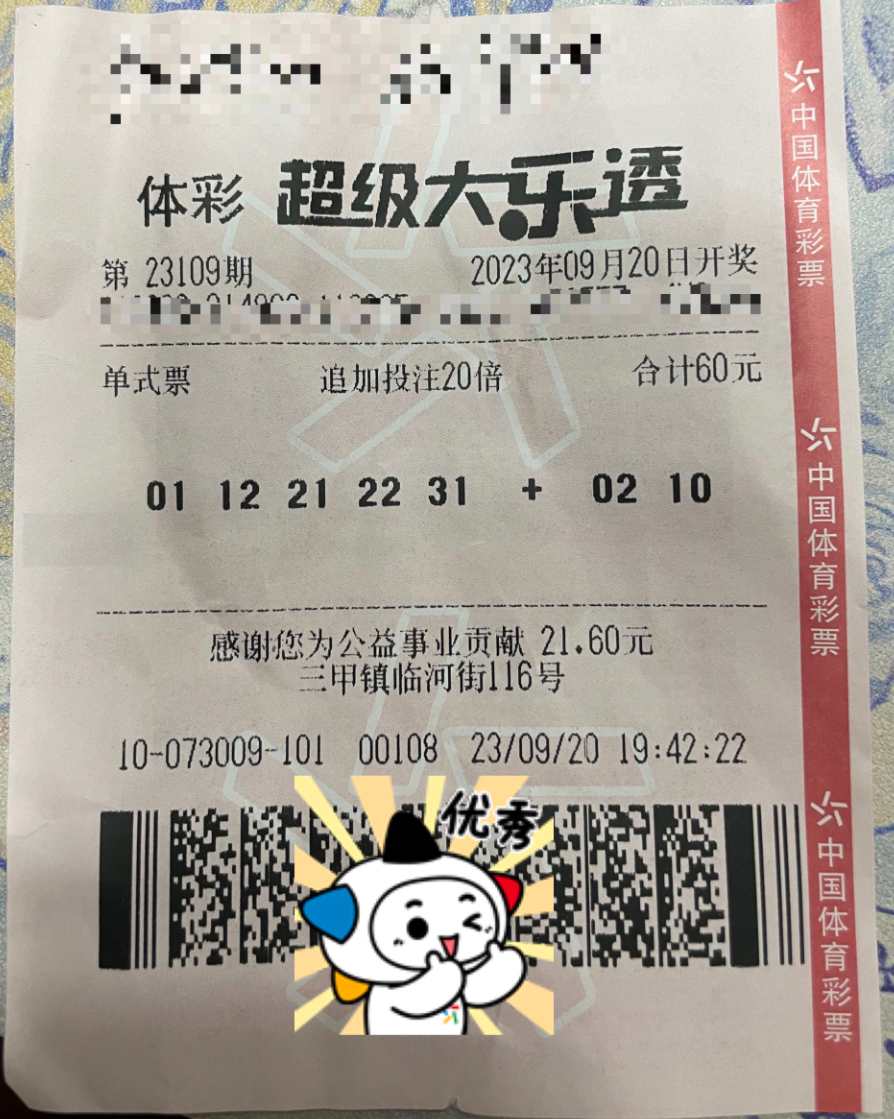 体彩 超级大乐透
第 23109期 2023年09月20日开奖
单式票 追加投注20倍 合计60元
01 12 21 22 31 + 02 10
感谢您为公益事业贡献 21.60元
三甲镇临河街116号
10-073009-101 00108 23/09/20 19:42:22
优秀
中国体育彩票
中国体育彩票
中国体育彩票